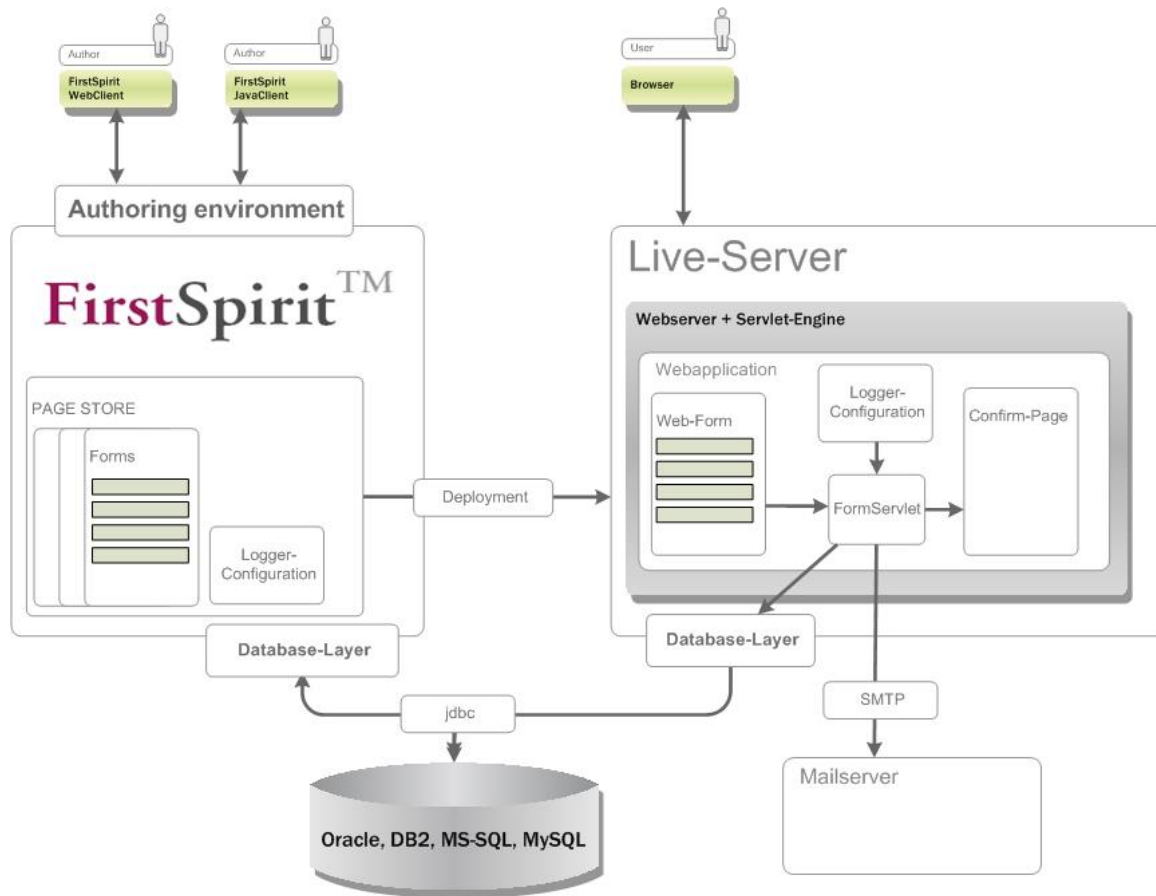 Author
FirstSpirit
WebClient
Author
FirstSpirit
JavaClient
User
Browser
Authoring environment
FirstSpirit™
PAGE STORE
Forms
Logger-
Configuration
Deployment
Live-Server
Webserver + Servlet-Engine
Webapplication
Web-Form
Logger-
Configuration
Confirm-Page
FormServlet
Database-Layer
Database-Layer
jdbc
SMTP
Oracle, DB2, MS-SQL, MySQL
Mailserver